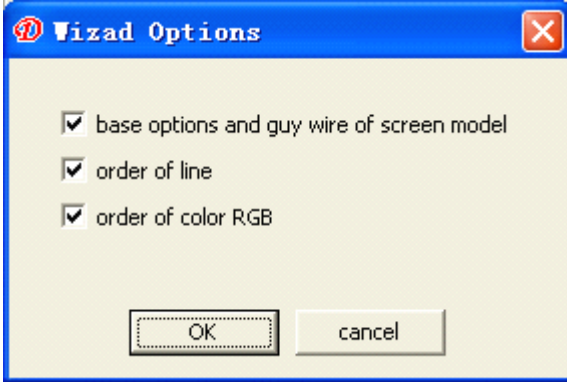 Wizad Options
base options and guy wire of screen model
order of line
order of color RGB
OK
cancel